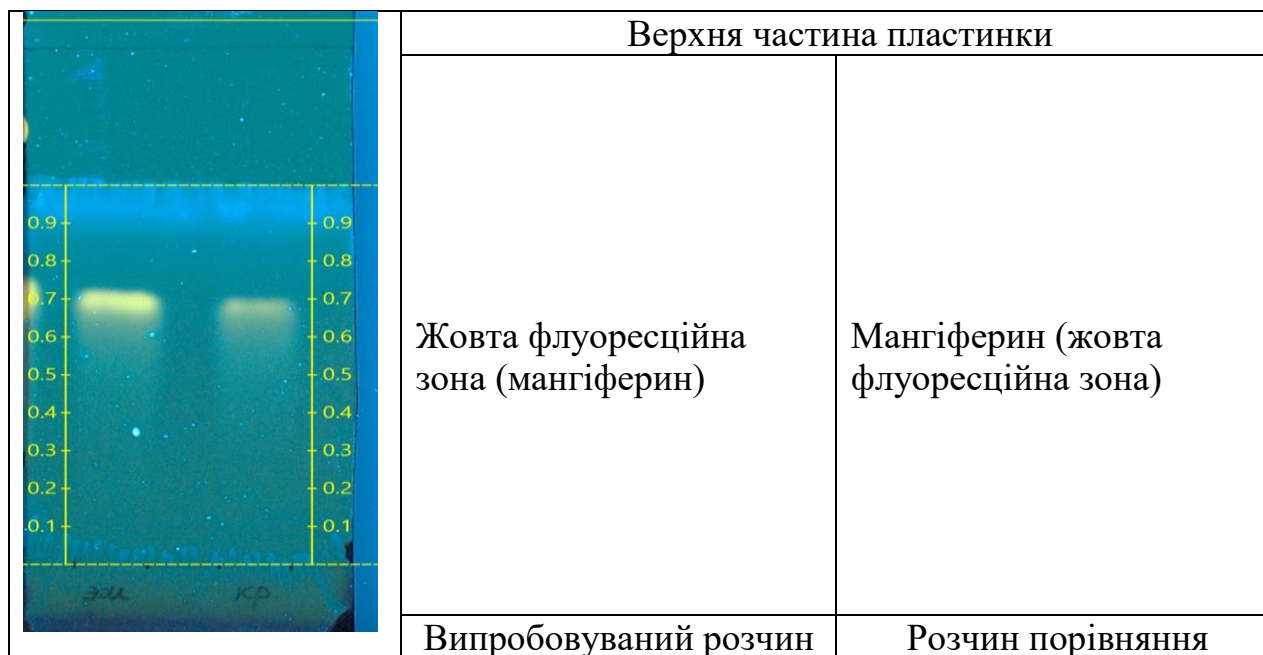 Верхня частина пластинки
0.9 0.9
0.8 0.8
0.7 0.7
0.6 0.6
0.5 0.5
0.4 0.4
0.3 0.3
0.2 0.2
0.1 0.1
кр
Жовта флуоресційна
зона (мангіферин)
Мангіферин (жовта
флуоресційна зона)
Випробовуваний розчин
Розчин порівняння